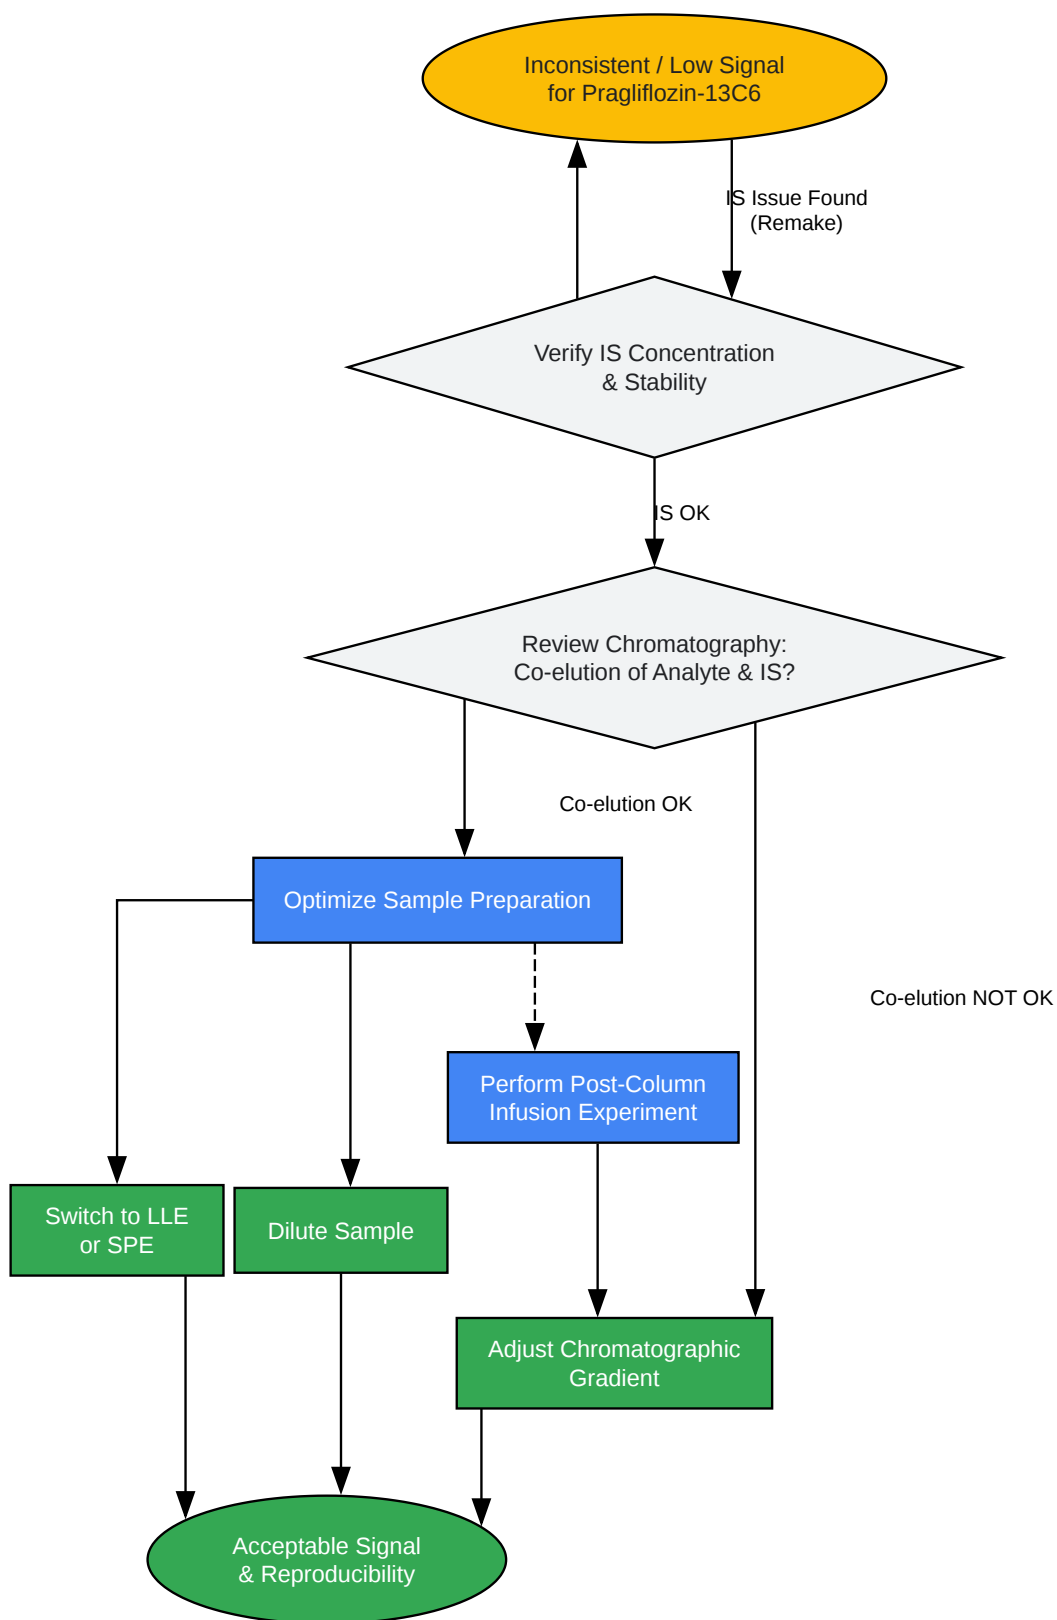 Inconsistent / Low Signal
for Pragliflozin-13C6
IS Issue Found
(Remake)
Verify IS Concentration
& Stability
IS OK
Review Chromatography:
Co-elution of Analyte & IS?
Co-elution OK
Optimize Sample Preparation
Co-elution NOT OK
Perform Post-Column
Infusion Experiment
Switch to LLE
or SPE
Dilute Sample
Adjust Chromatographic
Gradient
Acceptable Signal
& Reproducibility